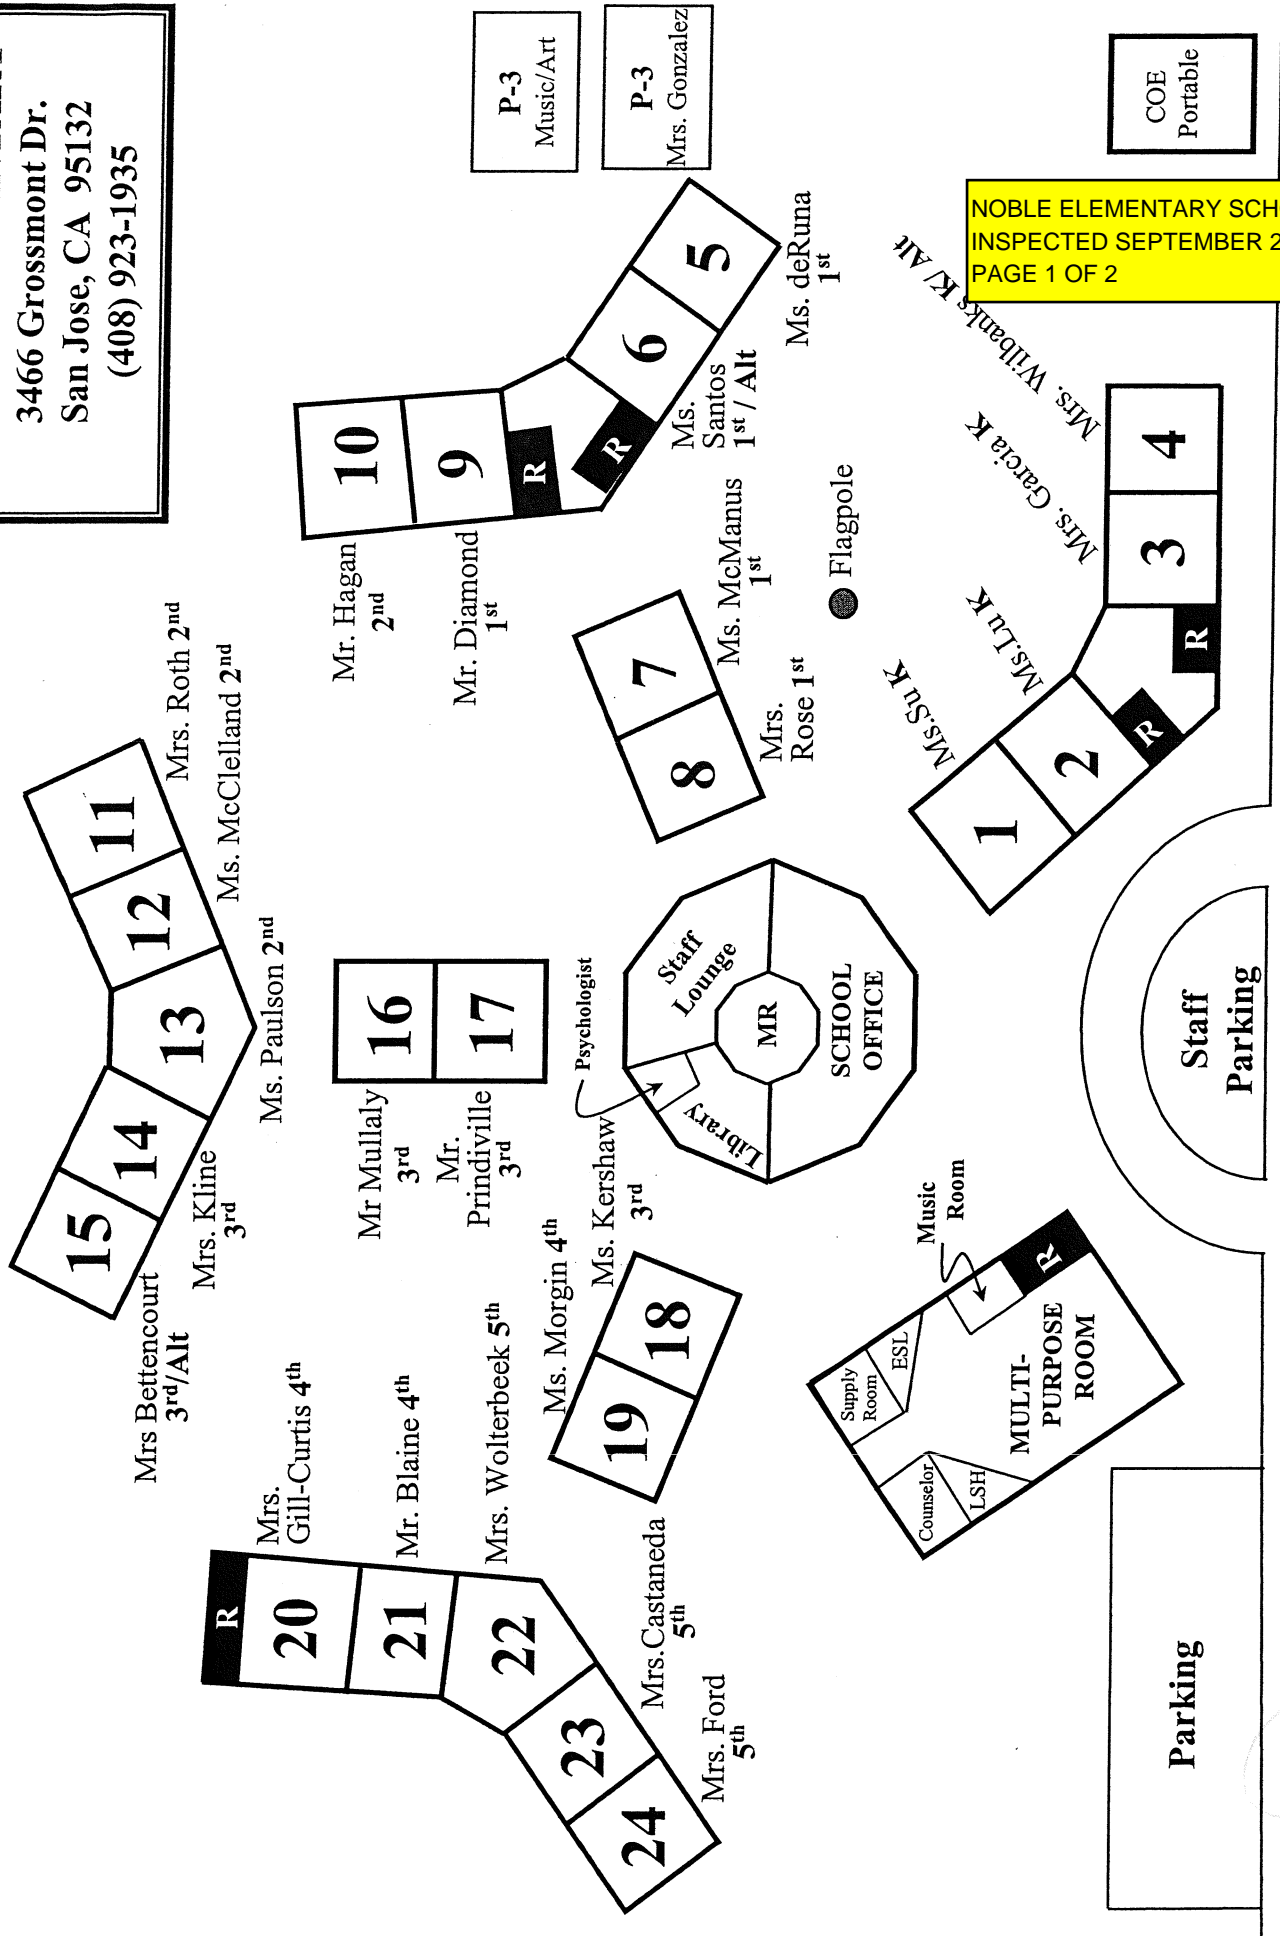 3466 Grossmont Dr.
San Jose, CA 95132
(408) 923-1935
NOBLE ELEMENTARY
INSPECTED SEPTEMBER
PAGE 1 OF 2
P-3
Music/Art
P-3
Mrs. Gonzalez
COE
Portable
15
14
13
12
11
Mrs Bettencourt
3rd/Alt
Mrs. Kline
3rd
Ms. Paulson 2nd
Ms. McClelland 2nd
Mrs. Roth 2nd
10
9
R
R
6
5
Mr. Hagan
2nd
Mr. Diamond
1st
Ms.
Santos
1st / Alt
Ms. deRuna
1st
R
20
21
22
23
24
Mrs.
Gill-Curtis 4th
Mr. Blaine 4th
Mrs. Wolterbeek 5th
Mrs.Castaneda
5th
Mrs. Ford
5th
16
17
Mr Mullaly
3rd
Mr.
Prindiville
3rd
19
18
Ms. Morgin 4th
Ms. Kershaw
3rd
8
7
Mrs.
Rose 1st
Ms. McManus
1st
Flagpole
Psychologist
Staff
Lounge
Library
MR
SCHOOL
OFFICE
Ms.Su K
Ms.Lu K
Mrs. Garcia K
Mrs. Wilbanks K/ Alt
1
2
R
R
3
4
Music
Room
Supply
Room
ESL
Counselor
LSH
R
MULTI-
PURPOSE
ROOM
Parking
Staff
Parking